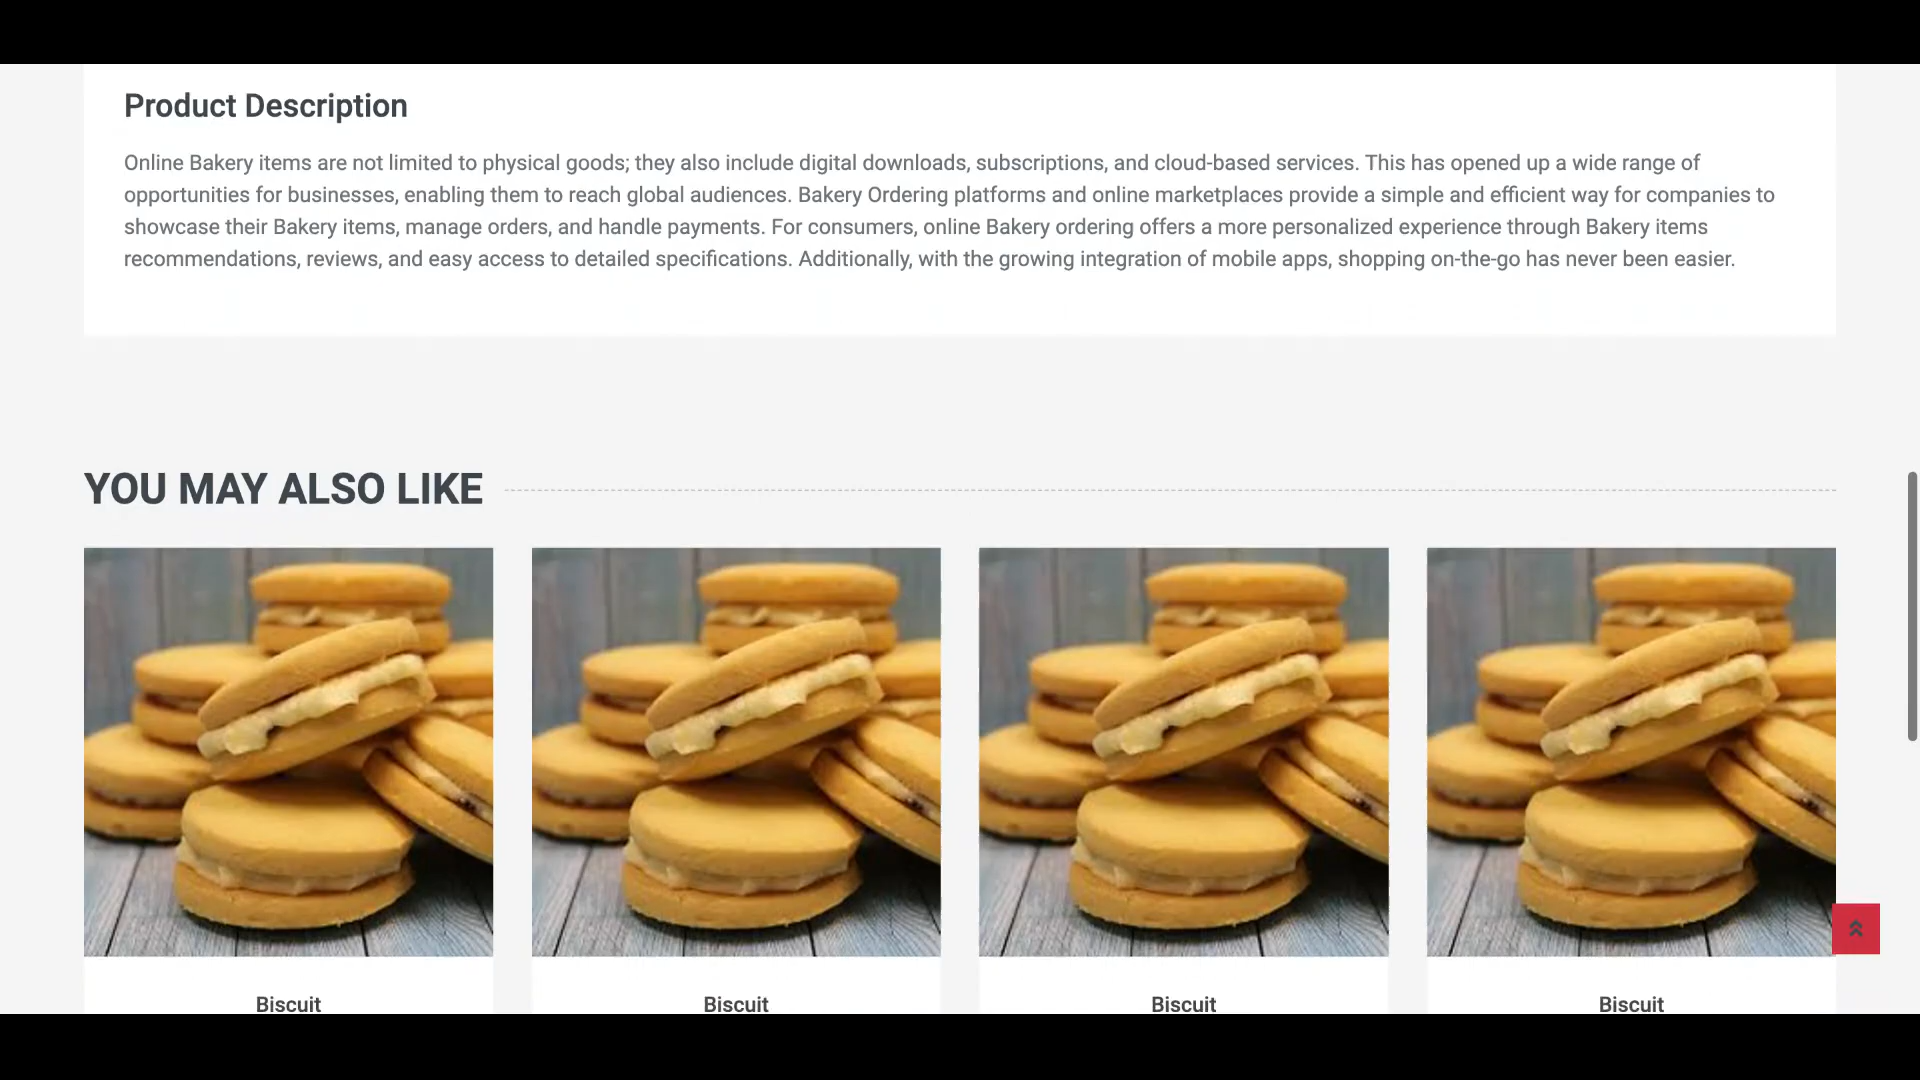 Product Description
Online Bakery items are not limited to physical goods; they also include digital downloads, subscriptions, and cloud-based services. This has opened up a wide range of
opportunities for businesses, enabling them to reach global audiences. Bakery Ordering platforms and online marketplaces provide a simple and efficient way for companies to
showcase their Bakery items, manage orders, and handle payments. For consumers, online Bakery ordering offers a more personalized experience through Bakery items
recommendations, reviews, and easy access to detailed specifications. Additionally, with the growing integration of mobile apps, shopping on-the-go has never been easier.
YOU MAY ALSO LIKE
Biscuit
Biscuit
Biscuit
Biscuit